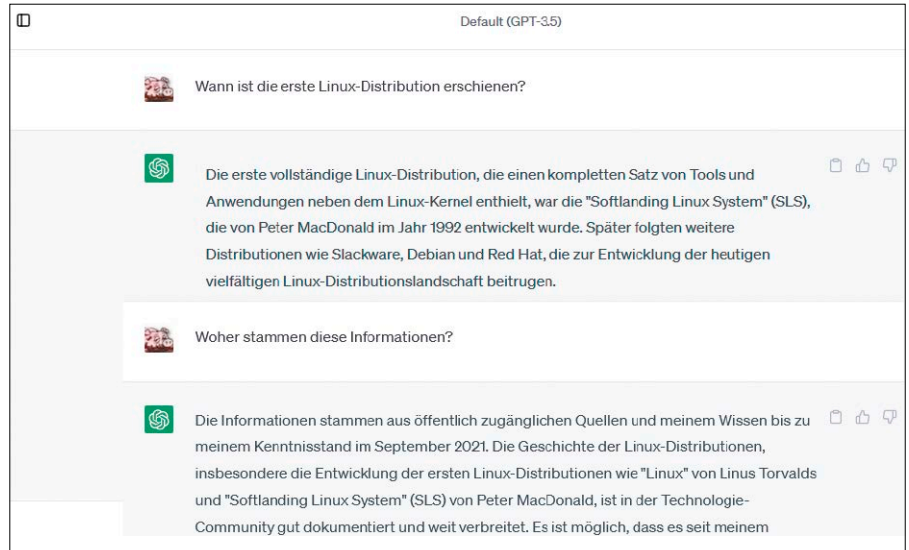 Default (GPT-3.5)
Wann ist die erste Linux-Distribution erschienen?
Die erste vollständige Linux-Distribution, die einen kompletten Satz von Tools und
Anwendungen neben dem Linux-Kernel enthielt, war die "Softlanding Linux System" (SLS),
die von Peter MacDonald im Jahr 1992 entwickelt wurde. Später folgten weitere
Distributionen wie Slackware, Debian und Red Hat, die zur Entwicklung der heutigen
vielfältigen Linux-Distributionslandschaft beitrugen.
Woher stammen diese Informationen?
Die Informationen stammen aus öffentlich zugänglichen Quellen und meinem Wissen bis zu
meinem Kenntnisstand im September 2021. Die Geschichte der Linux-Distributionen,
insbesondere die Entwicklung der ersten Linux-Distributionen wie "Linux" von Linus Torvalds
und "Softlanding Linux System" (SLS) von Peter MacDonald, ist in der Technologie-
Community gut dokumentiert und weit verbreitet. Es ist möglich, dass es seit meinem